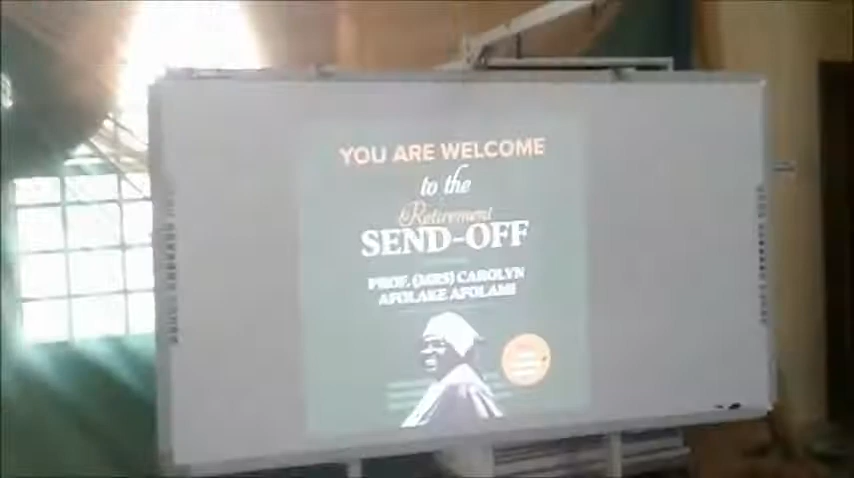 YOU ARE WELCOME
to the
Retirement
SEND-OFF
PROF. (MRS) CAROLYN
AFOLAKE AFOLAMI